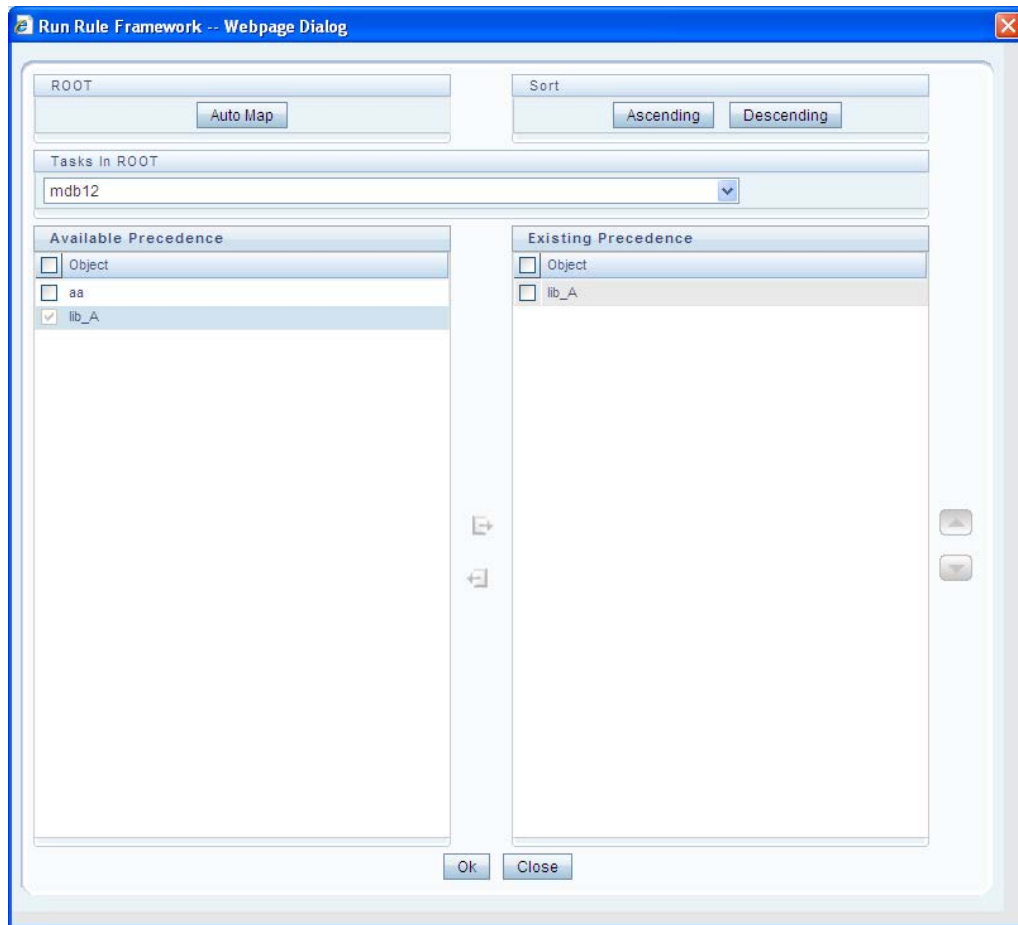 Run Rule Framework -- Webpage Dialog
ROOT
Auto Map
Sort
Ascending Descending
Tasks In ROOT
mdb12
Available Precedence
Object
aa
lib_A
Existing Precedence
Object
lib_A
Ok Close